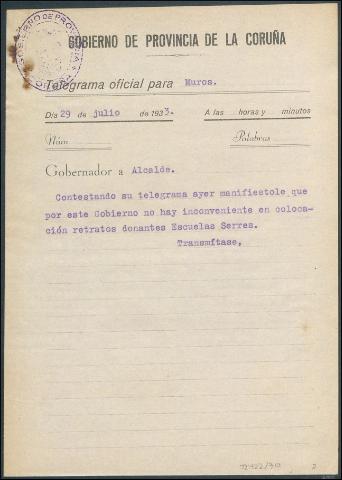 GOBIERNO DE PROVINCIA DE LA CORUÑA
Telegrama oficial para Muros.
Día 29 de julio de 1933. A las horas y minutos
Núm. Palabras
Gobernador a Alcalde.
Contestando su telegrama ayer manifiestole que
por este Gobierno no hay inconveniente en coloca-
ción retratos donantes Escuelas Serres.
Transmítase,
2